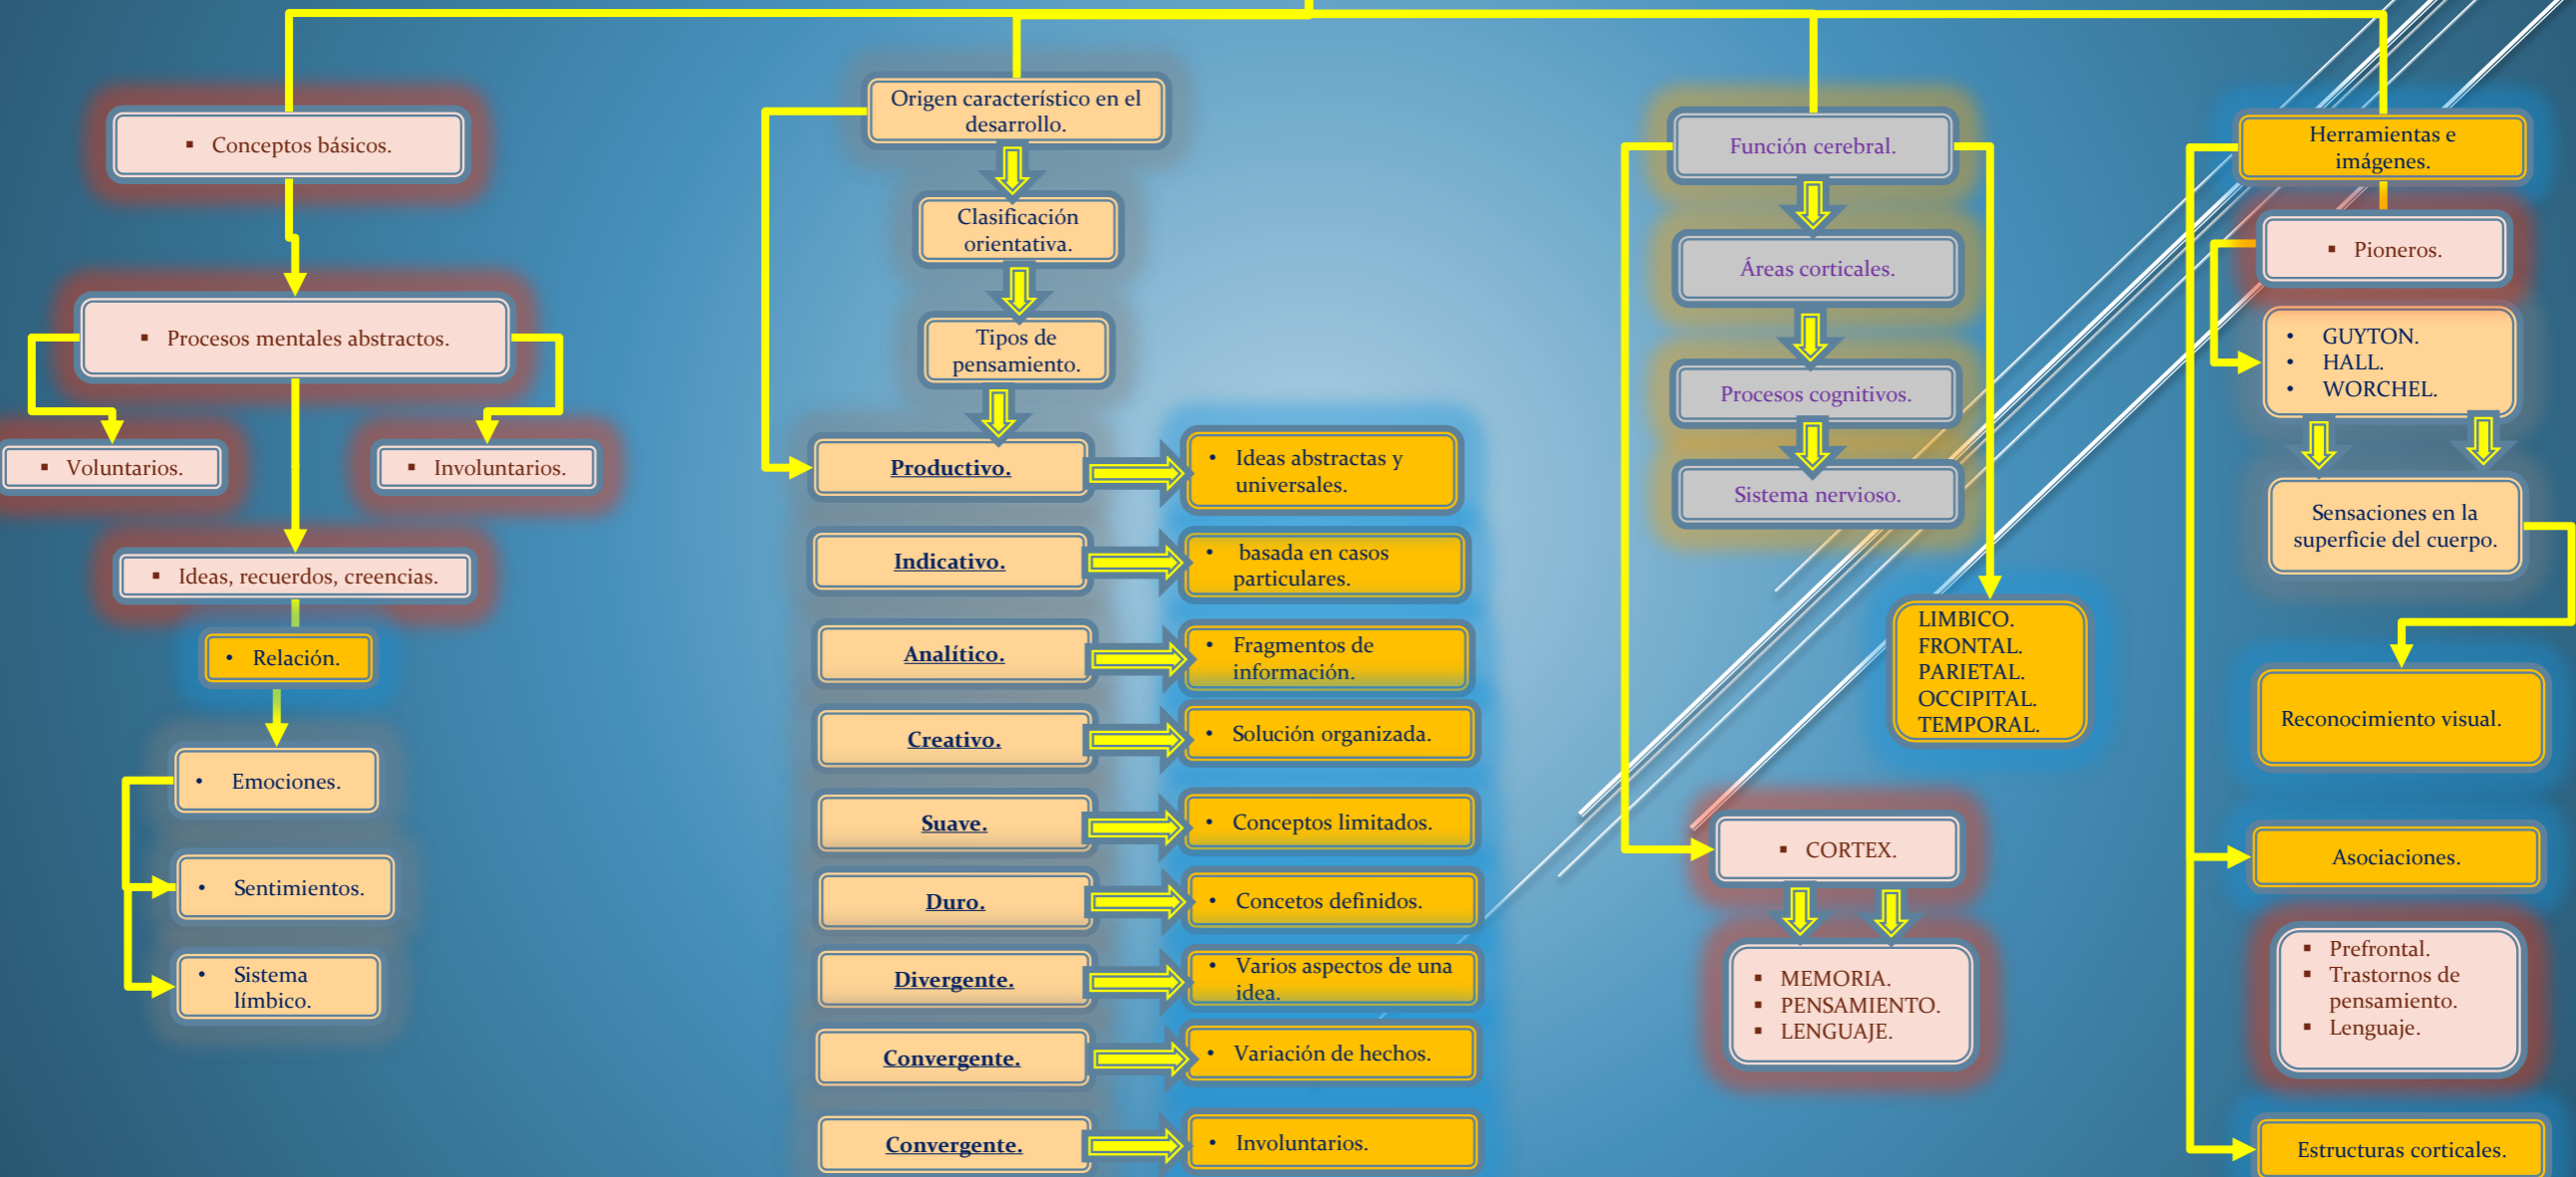 ▪ Conceptos básicos.
▪ Procesos mentales abstractos.
▪ Voluntarios.
▪ Involuntarios.
▪ Ideas, recuerdos, creencias.
• Relación.
• Emociones.
• Sentimientos.
• Sistema
límbico.
Origen característico en el
desarrollo.
Clasificación
orientativa.
Tipos de
pensamiento.
Productivo.
• Ideas abstractas y
universales.
Indicativo.
• basada en casos
particulares.
Analítico.
• Fragmentos de
información.
Creativo.
• Solución organizada.
Suave.
• Conceptos limitados.
Duro.
• Concetos definidos.
Divergente.
• Varios aspectos de una
idea.
Convergente.
• Variación de hechos.
Convergente.
• Involuntarios.
Función cerebral.
Áreas corticales.
Procesos cognitivos.
Sistema nervioso.
LIMBICO.
FRONTAL.
PARIETAL.
OCCIPITAL.
TEMPORAL.
▪ CORTEX.
▪ MEMORIA.
▪ PENSAMIENTO.
▪ LENGUAJE.
Herramientas e
imágenes.
▪ Pioneros.
• GUYTON.
• HALL.
• WORCHEL.
Sensaciones en la
superficie del cuerpo.
Reconocimiento visual.
Asociaciones.
▪ Prefrontal.
▪ Trastornos de
pensamiento.
▪ Lenguaje.
Estructuras corticales.